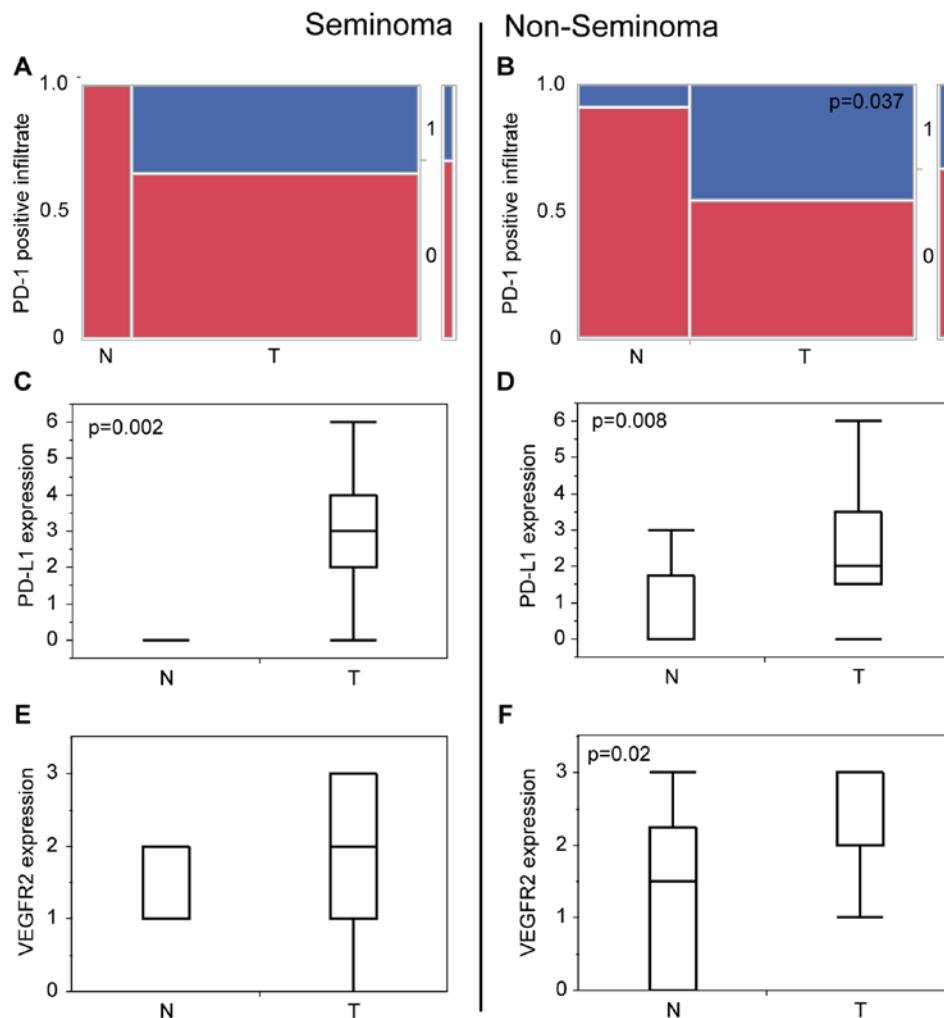 Seminoma
Non-Seminoma
A
PD-1 positive infiltrate
1.0
0.5
0
N
T
1
0
B
PD-1 positive infiltrate
1.0
0.5
0
p=0.037
N
T
1
0
C
PD-L1 expression
6
5
4
3
2
1
0
p=0.002
N
T
D
PD-L1 expression
6
5
4
3
2
1
0
p=0.008
N
T
E
VEGFR2 expression
3
2
1
0
N
T
F
VEGFR2 expression
3
2
1
0
p=0.02
N
T